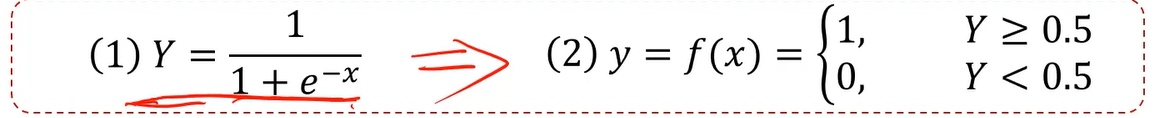 (1) Y = 1 / (1 + e^{-x}) ⇒ (2) y = f(x) = { 1, Y ≥ 0.5
0, Y < 0.5